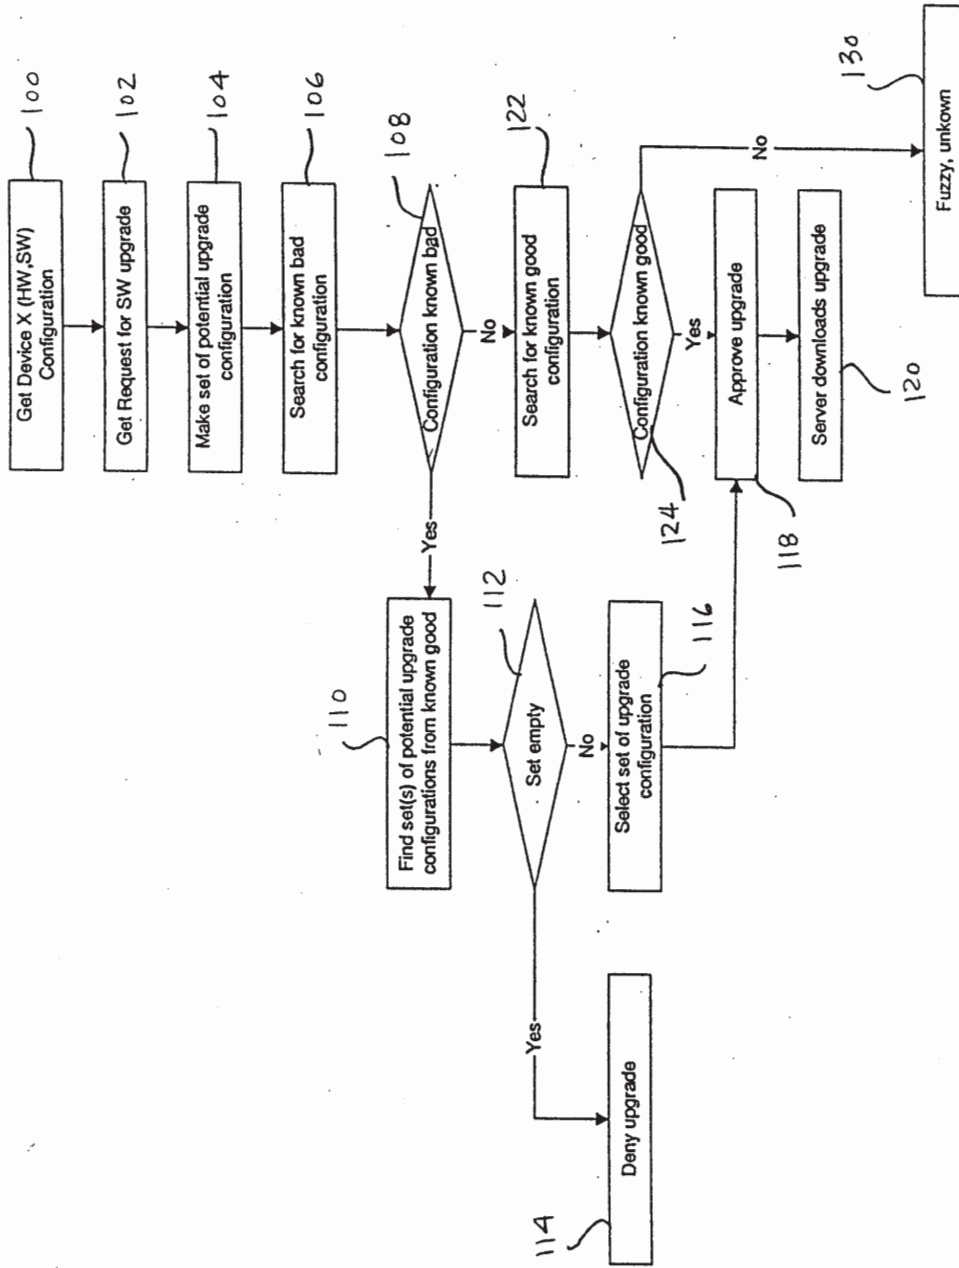 Get Device X (HW,SW)
Configuration
100
Get Request for SW upgrade
102
Make set of potential upgrade
configuration
104
Search for known bad
configuration
106
Configuration known bad
108
Yes
No
110
Find set(s) of potential upgrade
configurations from known good
Search for known good
configuration
122
Set empty
112
Configuration known good
124
Yes
No
Yes
No
114
Deny upgrade
Select set of upgrade
configuration
116
Approve upgrade
118
Server downloads upgrade
120
Fuzzy, unkown
130